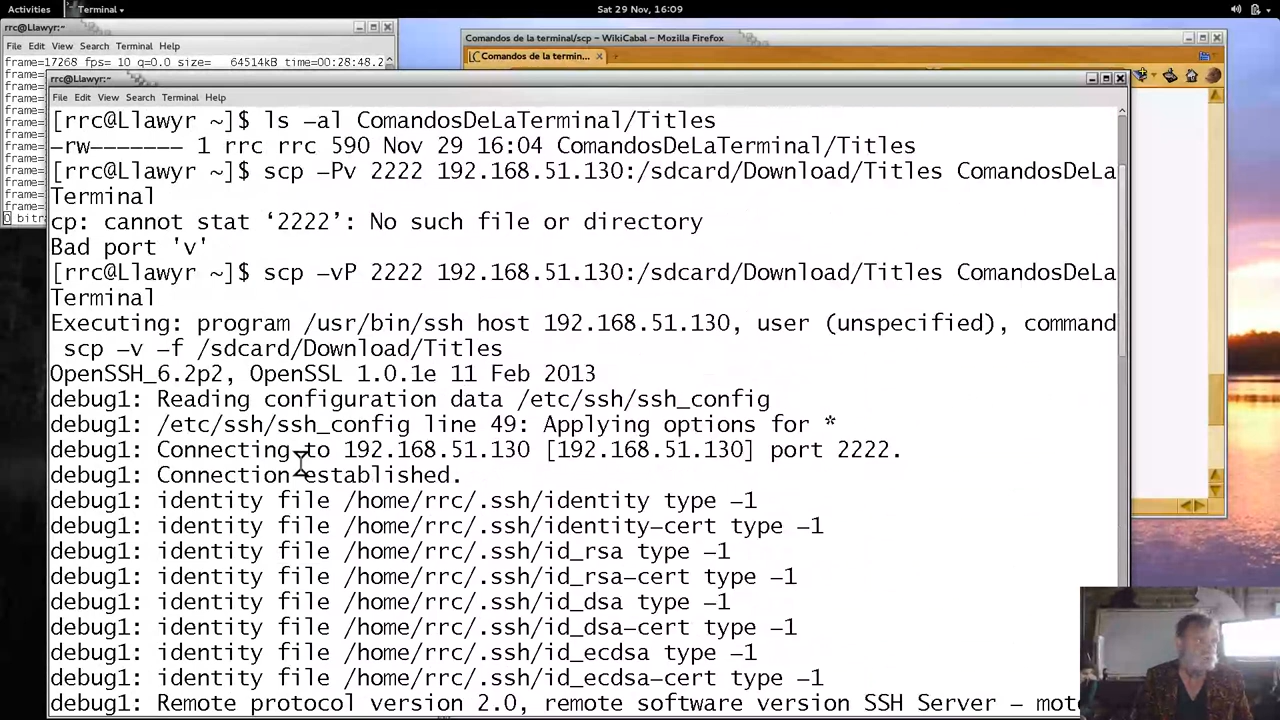 Activities
Terminal
Sat 29 Nov, 16:09
rrc@Llawyr:~
File Edit View Search Terminal Help
frame=17268 fps= 10 q=0.0 size= 64514kB time=00:28:48.2
frame=
frame=
frame=
frame=
frame=
frame=
frame=
frame=
frame=
frame=
frame=
Comandos de la terminal/scp – WikiCabal – Mozilla Firefox
Comandos de la termin...
rrc@Llawyr:~
File Edit View Search Terminal Help
[rrc@Llawyr ~]$ ls –al ComandosDeLaTerminal/Titles
–rw––––––– 1 rrc rrc 590 Nov 29 16:04 ComandosDeLaTerminal/Titles
[rrc@Llawyr ~]$ scp –Pv 2222 192.168.51.130:/sdcard/Download/Titles ComandosDeLa
Terminal
cp: cannot stat ‘2222’: No such file or directory
Bad port 'v'
[rrc@Llawyr ~]$ scp –vP 2222 192.168.51.130:/sdcard/Download/Titles ComandosDeLa
Terminal
Executing: program /usr/bin/ssh host 192.168.51.130, user (unspecified), command
scp –v –f /sdcard/Download/Titles
OpenSSH_6.2p2, OpenSSL 1.0.1e 11 Feb 2013
debug1: Reading configuration data /etc/ssh/ssh_config
debug1: /etc/ssh/ssh_config line 49: Applying options for *
debug1: Connecting to 192.168.51.130 [192.168.51.130] port 2222.
debug1: Connection established.
debug1: identity file /home/rrc/.ssh/identity type –1
debug1: identity file /home/rrc/.ssh/identity-cert type –1
debug1: identity file /home/rrc/.ssh/id_rsa type –1
debug1: identity file /home/rrc/.ssh/id_rsa–cert type –1
debug1: identity file /home/rrc/.ssh/id_dsa type –1
debug1: identity file /home/rrc/.ssh/id_dsa–cert type –1
debug1: identity file /home/rrc/.ssh/id_ecdsa type –1
debug1: identity file /home/rrc/.ssh/id_ecdsa–cert type –1
debug1: Remote protocol version 2.0, remote software version SSH Server – mot